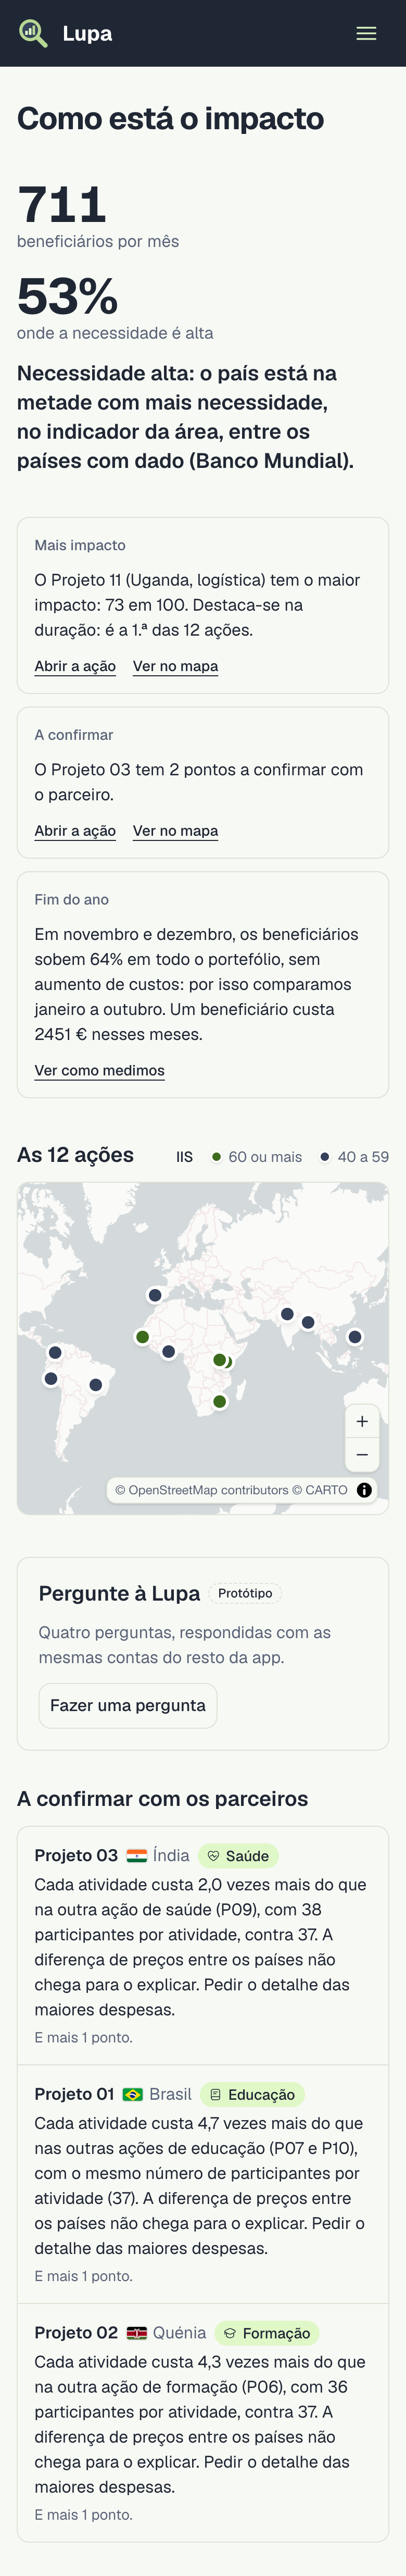 Lupa
Como está o impacto
711
beneficiários por mês
53%
onde a necessidade é alta
Necessidade alta: o país está na
metade com mais necessidade,
no indicador da área, entre os
países com dado (Banco Mundial).
Mais impacto
O Projeto 11 (Uganda, logística) tem o maior
impacto: 73 em 100. Destaca-se na
duração: é a 1.ª das 12 ações.
Abrir a ação Ver no mapa
A confirmar
O Projeto 03 tem 2 pontos a confirmar com
o parceiro.
Abrir a ação Ver no mapa
Fim do ano
Em novembro e dezembro, os beneficiários
sobem 64% em todo o portefólio, sem
aumento de custos: por isso comparamos
janeiro a outubro. Um beneficiário custa
2451 € nesses meses.
Ver como medimos
As 12 ações IIS 60 ou mais 40 a 59
+
−
© OpenStreetMap contributors © CARTO
Pergunte à Lupa Protótipo
Quatro perguntas, respondidas com as
mesmas contas do resto da app.
Fazer uma pergunta
A confirmar com os parceiros
Projeto 03 Índia Saúde
Cada atividade custa 2,0 vezes mais do que
na outra ação de saúde (P09), com 38
participantes por atividade, contra 37. A
diferença de preços entre os países não
chega para o explicar. Pedir o detalhe das
maiores despesas.
E mais 1 ponto.
Projeto 01 Brasil Educação
Cada atividade custa 4,7 vezes mais do que
nas outras ações de educação (P07 e P10),
com o mesmo número de participantes por
atividade (37). A diferença de preços entre
os países não chega para o explicar. Pedir o
detalhe das maiores despesas.
E mais 1 ponto.
Projeto 02 Quénia Formação
Cada atividade custa 4,3 vezes mais do que
na outra ação de formação (P06), com 36
participantes por atividade, contra 37. A
diferença de preços entre os países não
chega para o explicar. Pedir o detalhe das
maiores despesas.
E mais 1 ponto.